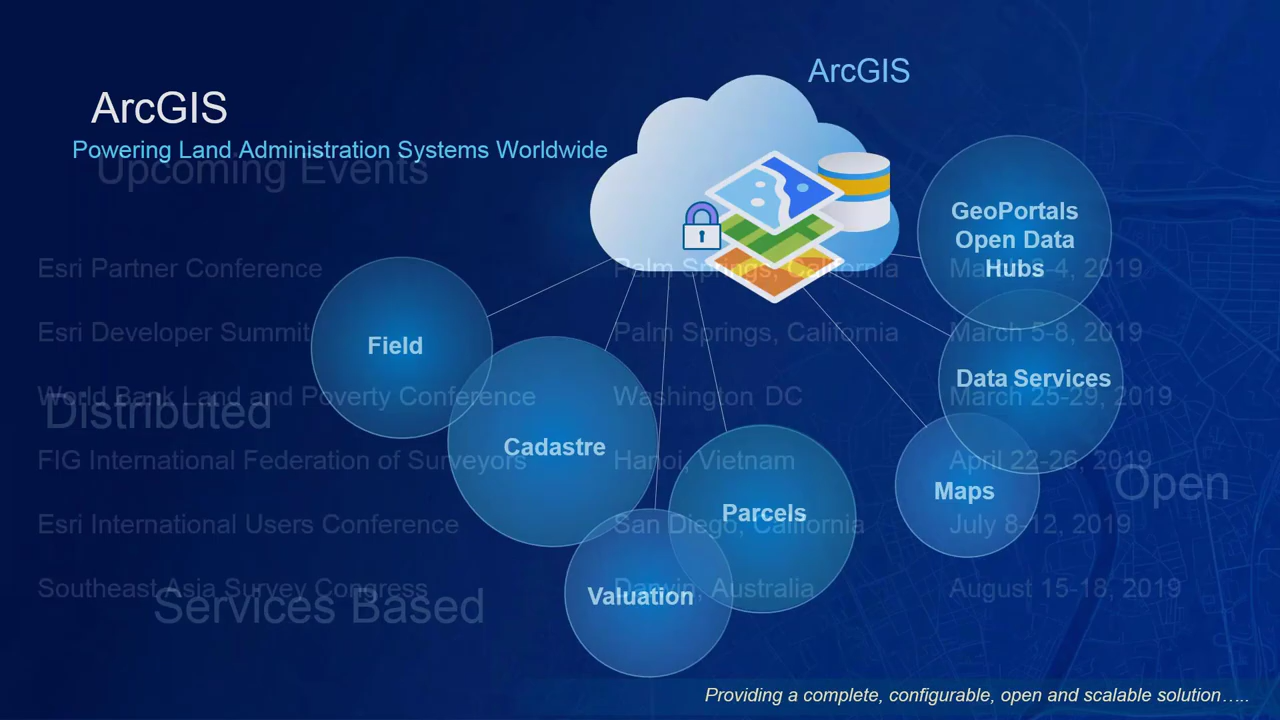 ArcGIS
ArcGIS
Powering Land Administration Systems Worldwide
Upcoming Events
GeoPortals
Open Data
Hubs
Esri Partner Conference Palm Springs, California March 3-4, 2019
Esri Developer Summit Palm Springs, California March 5-8, 2019
Field
Data Services
World Bank Land and Poverty Conference Washington DC March 25-29, 2019
Distributed
Cadastre
FIG International Federation of Surveyors Hanoi, Vietnam April 22-26, 2019
Open
Maps
Parcels
Esri International Users Conference San Diego, California July 8-12, 2019
Southeast Asia Survey Congress Darwin, Australia August 15-18, 2019
Valuation
Services Based
Providing a complete, configurable, open and scalable solution…..